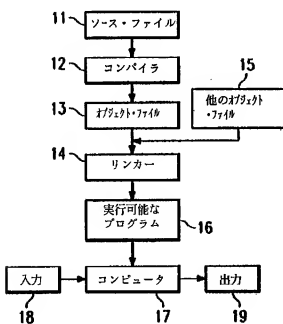 11
ソース・ファイル
12
コンパイラ
15
13
オブジェクト・ファイル
他のオブジェクト
・ファイル
14
リンカー
実行可能な
プログラム
16
入力
コンピュータ
出力
18
17
19